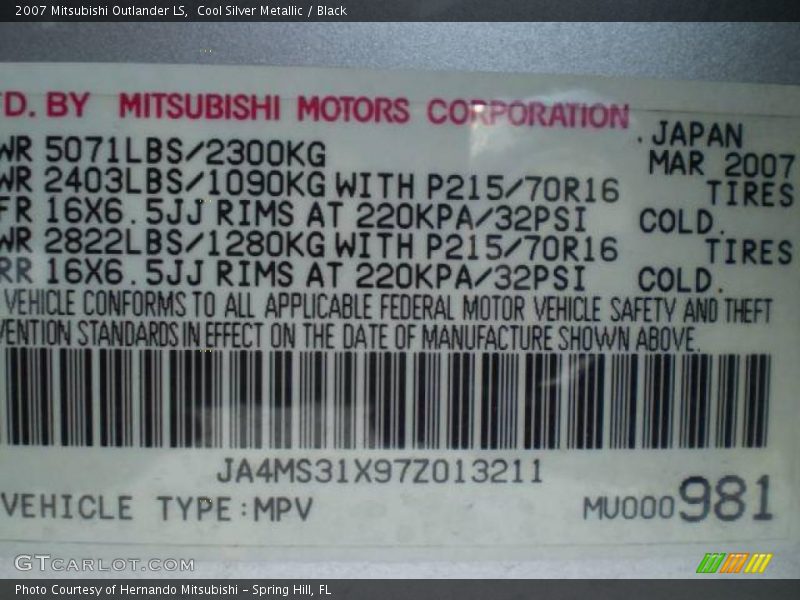 2007 Mitsubishi Outlander LS,  Cool Silver Metallic / Black
D. BY MITSUBISHI MOTORS CORPORATION
.JAPAN
WR 5071LBS/2300KG MAR 2007
WR 2403LBS/1090KG WITH P215/70R16 TIRES
FR 16X6.5JJ RIMS AT 220KPA/32PSI COLD.
WR 2822LBS/1280KG WITH P215/70R16 TIRES
RR 16X6.5JJ RIMS AT 220KPA/32PSI COLD.
VEHICLE CONFORMS TO ALL APPLICABLE FEDERAL MOTOR VEHICLE SAFETY AND THEFT
VENTION STANDARDS IN EFFECT ON THE DATE OF MANUFACTURE SHOWN ABOVE.
JA4MS31X97Z013211
VEHICLE TYPE:MPV MU000981
GTCARLOT.COM
Photo Courtesy of Hernando Mitsubishi – Spring Hill, FL